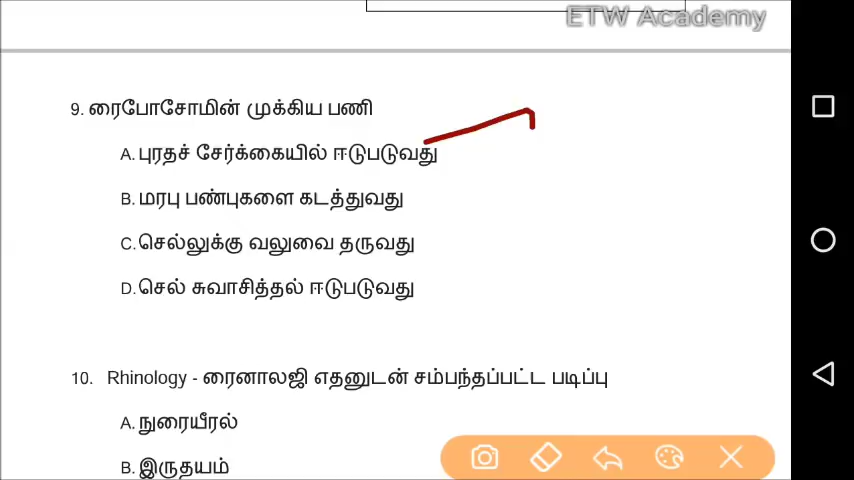 ETW Academy
9. ரைபோசோமின் முக்கிய பணி
A. புரதச் சேர்க்கையில் ஈடுபடுவது
B. மரபு பண்புகளை கடத்துவது
C. செல்லுக்கு வலுவை தருவது
D. செல் சுவாசித்தல் ஈடுபடுவது
10. Rhinology - ரைனாலஜி எதனுடன் சம்பந்தப்பட்ட படிப்பு
A. நுரையீரல்
B. இருதயம்